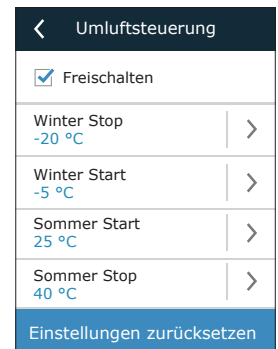 Umluftsteuerung
Freischalten
Winter Stop
-20 °C
Winter Start
-5 °C
Sommer Start
25 °C
Sommer Stop
40 °C
Einstellungen zurücksetzen